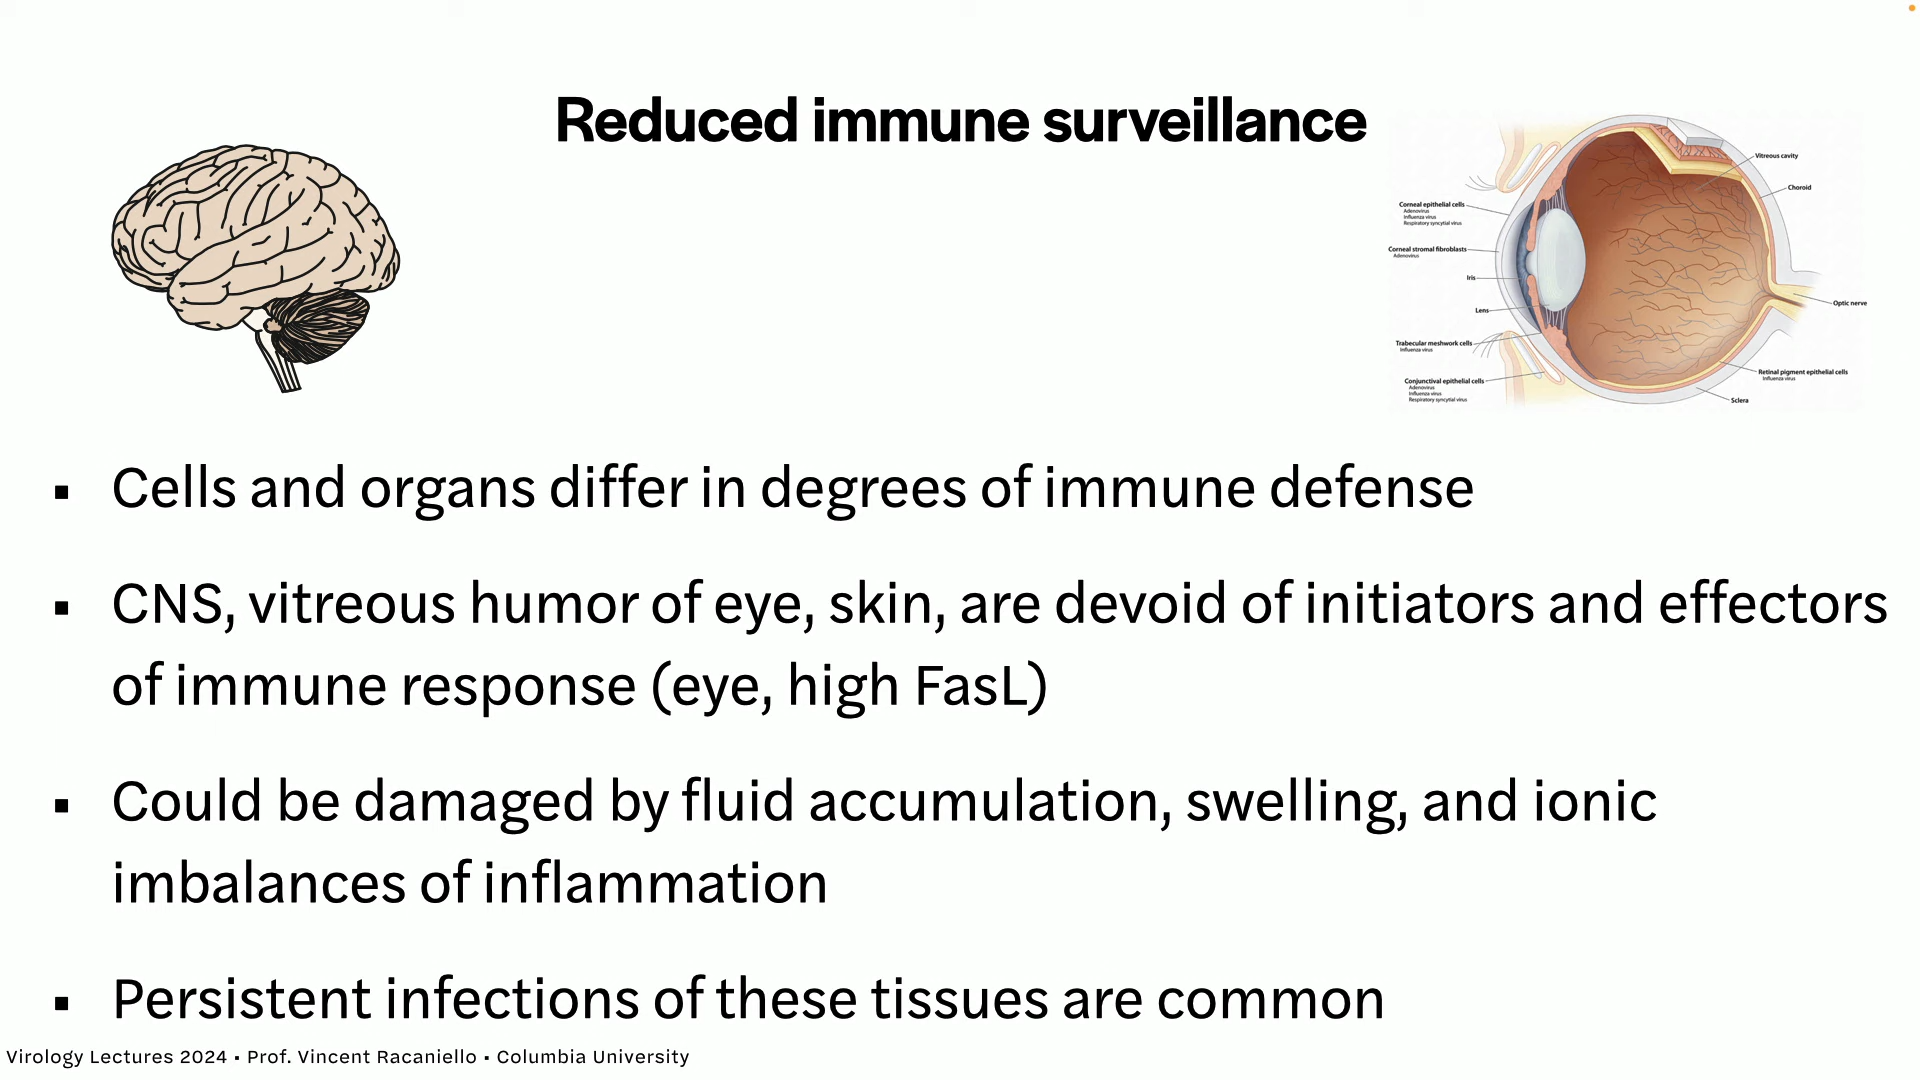 Reduced immune surveillance
Vitreous cavity
Choroid
Corneal epithelial cells
Adenovirus
Influenza virus
Respiratory syncytial virus
Corneal stromal fibroblasts
Adenovirus
Iris
Lens
Optic nerve
Trabecular meshwork cells
Influenza virus
Retinal pigment epithelial cells
Influenza virus
Conjunctival epithelial cells
Adenovirus
Influenza virus
Respiratory syncytial virus
Sclera
▪ Cells and organs differ in degrees of immune defense
▪ CNS, vitreous humor of eye, skin, are devoid of initiators and effectors
of immune response (eye, high FasL)
▪ Could be damaged by fluid accumulation, swelling, and ionic
imbalances of inflammation
▪ Persistent infections of these tissues are common
Virology Lectures 2024 • Prof. Vincent Racaniello • Columbia University